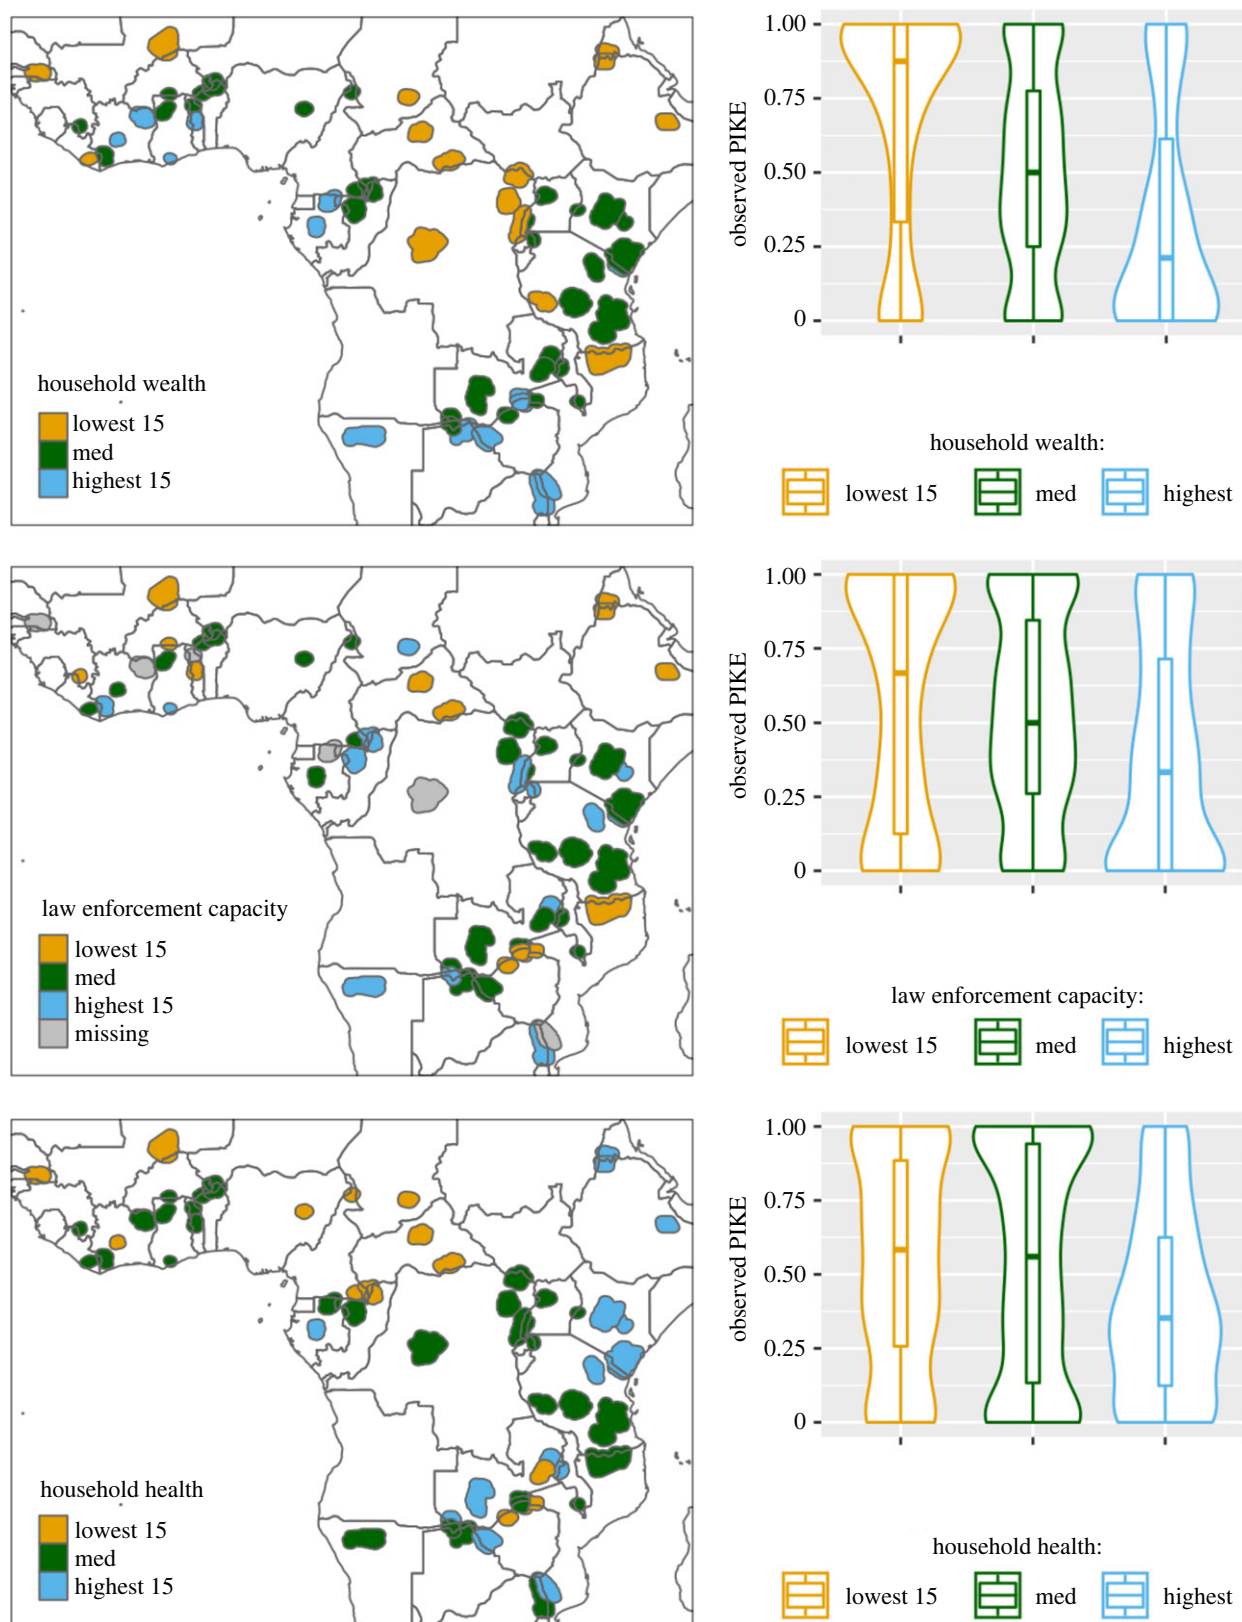 household wealth
lowest 15
med
highest 15
observed PIKE
1.00
0.75
0.50
0.25
0
household wealth:
lowest 15 med highest
law enforcement capacity
lowest 15
med
highest 15
missing
observed PIKE
1.00
0.75
0.50
0.25
0
law enforcement capacity:
lowest 15 med highest
household health
lowest 15
med
highest 15
observed PIKE
1.00
0.75
0.50
0.25
0
household health:
lowest 15 med highest